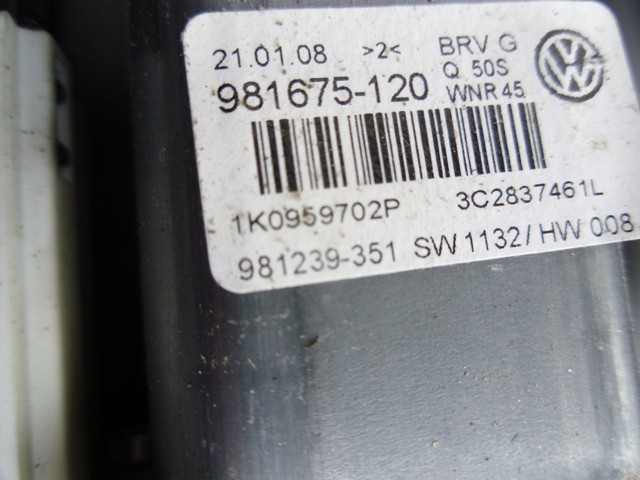 21.01.08 >2< BRV G
Q 50S
981675-120 WNR 45
1K0959702P 3C2837461L
981239-351 SW 1132/ HW 008